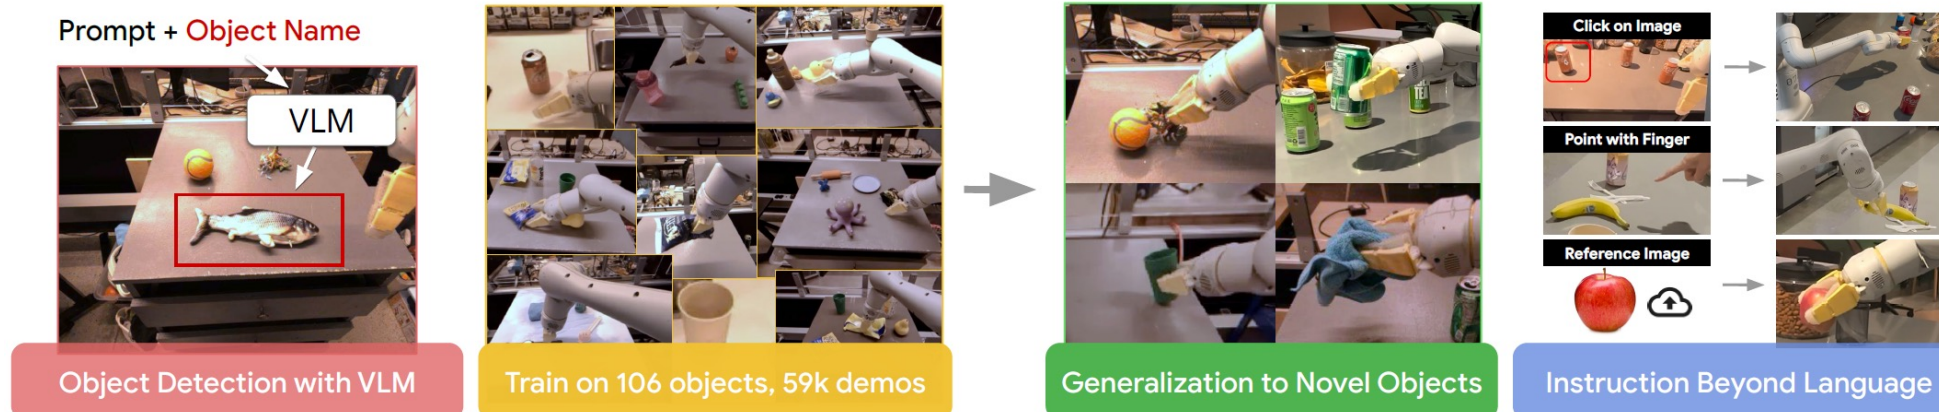 Prompt + Object Name
VLM
Object Detection with VLM
Train on 106 objects, 59k demos
TEA
Generalization to Novel Objects
Click on Image
Point with Finger
Reference Image
Instruction Beyond Language